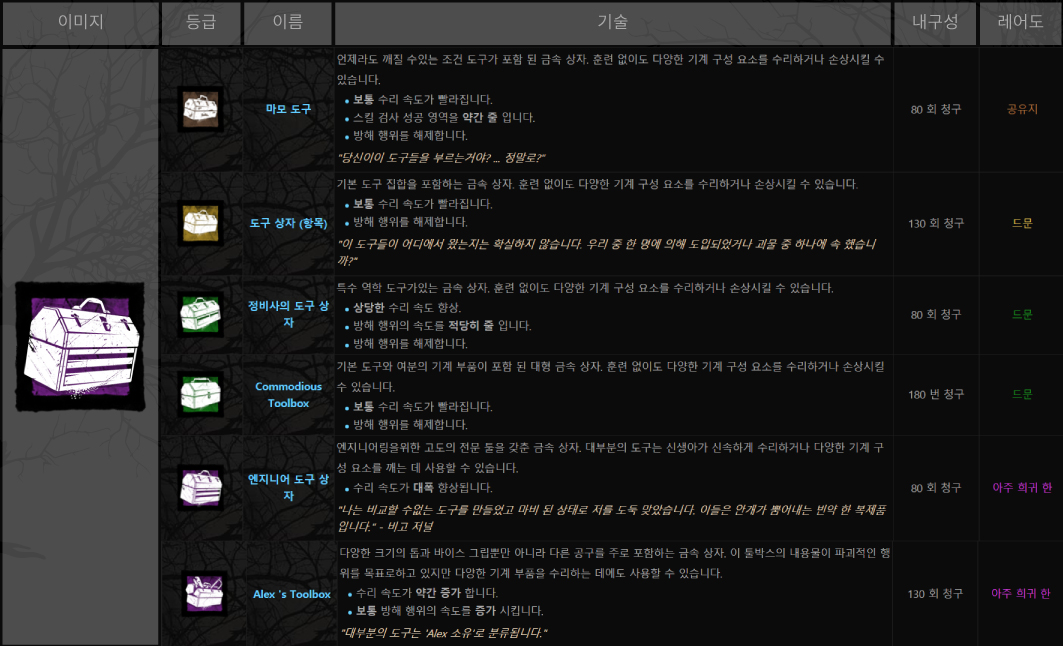 이미지 등급 이름 기술 내구성 레어도
언제라도 깨질 수있는 조건 도구가 포함 된 금속 상자. 훈련 없이도 다양한 기계 구성 요소를 수리하거나 손상시킬 수
있습니다.
보통 수리 속도가 빨라집니다.
마모 도구
스킬 검사 성공 영역을 약간 줄 입니다.
80 회 청구
공유지
방해 행위를 해제합니다.
"당신이이 도구들을 부르는거야? ... 정말로?"
기본 도구 집합을 포함하는 금속 상자. 훈련 없이도 다양한 기계 구성 요소를 수리하거나 손상시킬 수 있습니다.
보통 수리 속도가 빨라집니다.
도구 상자 (항목)
방해 행위를 해제합니다.
130 회 청구
드문
"이 도구들이 어디에서 왔는지는 확실하지 않습니다. 우리 중 한 명에 의해 도입되었거나 괴물 중 하나에 속 했습니
까?"
특수 역학 도구가있는 금속 상자. 훈련 없이도 다양한 기계 구성 요소를 수리하거나 손상시킬 수 있습니다.
정비사의 도구 상
자
상당한 수리 속도 향상.
방해 행위의 속도를 적당히 줄 입니다.
방해 행위를 해제합니다.
80 회 청구
드문
기본 도구와 여분의 기계 부품이 포함 된 대형 금속 상자. 훈련 없이도 다양한 기계 구성 요소를 수리하거나 손상시킬
수 있습니다.
Commodious
Toolbox
보통 수리 속도가 빨라집니다.
방해 행위를 해제합니다.
180 번 청구
드문
엔지니어링을위한 고도의 전문 툴을 갖춘 금속 상자. 대부분의 도구는 신생아가 신속하게 수리하거나 다양한 기계 구
성 요소를 깨는 데 사용할 수 있습니다.
엔지니어 도구 상
자
수리 속도가 대폭 향상됩니다.
80 회 청구
아주 희귀 한
"나는 비교할 수없는 도구를 만들었고 마비 된 상태로 저를 도둑 맞았습니다. 이들은 안개가 뿜어내는 빈약 한 복제품
입니다." - 비고 저널
다양한 크기의 톱과 바이스 그립뿐만 아니라 다른 공구를 주로 포함하는 금속 상자. 이 툴박스의 내용물이 파괴적인 행
위를 목표로하고 있지만 다양한 기계 부품을 수리하는 데에도 사용할 수 있습니다.
Alex 's Toolbox
수리 속도가 약간 증가 합니다.
보통 방해 행위의 속도를 증가 시킵니다.
130 회 청구
아주 희귀 한
"대부분의 도구는 'Alex 소유'로 분류됩니다."